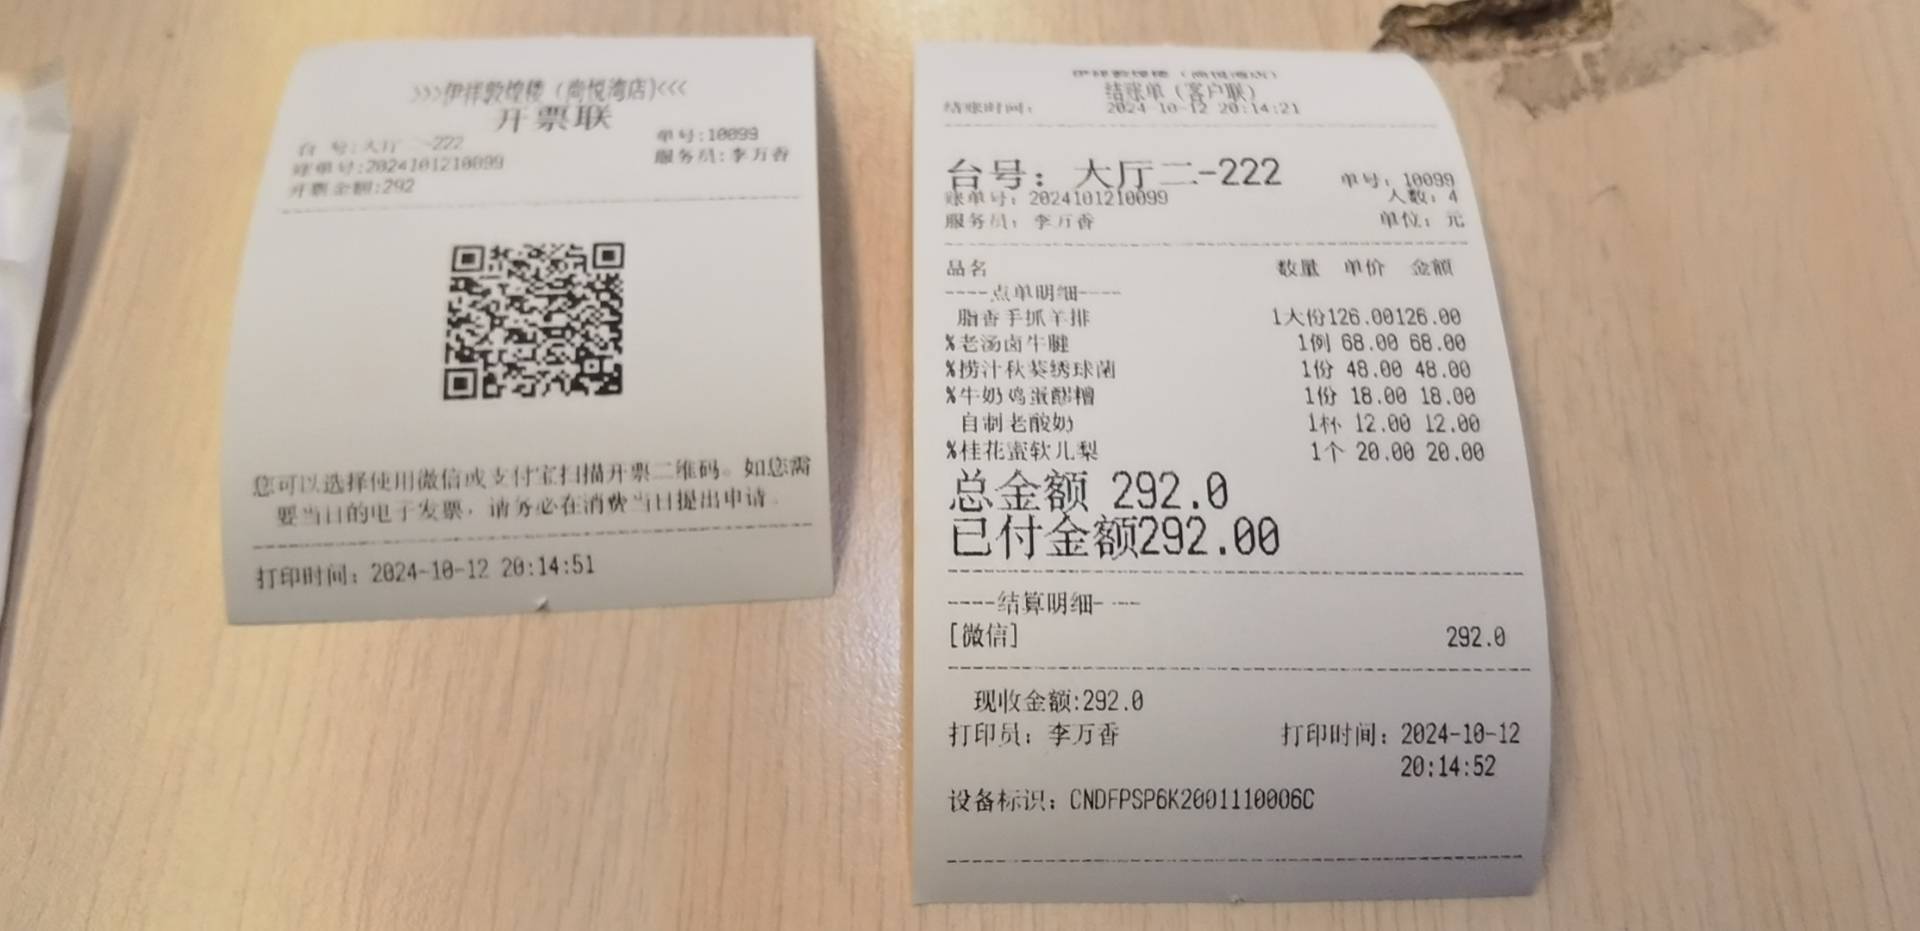 >>>伊祥敦煌楼（尚悦湾店)<<<
开票联
台 号:大厅二-222 单号:10099
账单号:2024101210099 服务员:李万香
开票金额:292
您可以选择使用微信或支付宝扫描开票二维码。如您需
要当日的电子发票，请务必在消费当日提出申请
打印时间：2024-10-12 20:14:51
伊祥敦煌楼（尚悦湾店）
结账单（客户联）
结账时间： 2024-10-12 20:14:21
台号：大厅二-222 单号：10099
账单号：2024101210099 人数：4
服务员：李万香 单位：元
品名 数量 单价 金额
----点单明细----
脂香手抓羊排 1大份126.00126.00
%老汤卤牛腱 1例 68.00 68.00
%捞汁秋葵绣球菌 1份 48.00 48.00
%牛奶鸡蛋醪糟 1份 18.00 18.00
自制老酸奶 1杯 12.00 12.00
%桂花蜜软儿梨 1个 20.00 20.00
总金额 292.0
已付金额292.00
----结算明细----
[微信] 292.0
现收金额:292.0
打印员：李万香 打印时间：2024-10-12
20:14:52
设备标识：CNDFPSP6K2001110006C